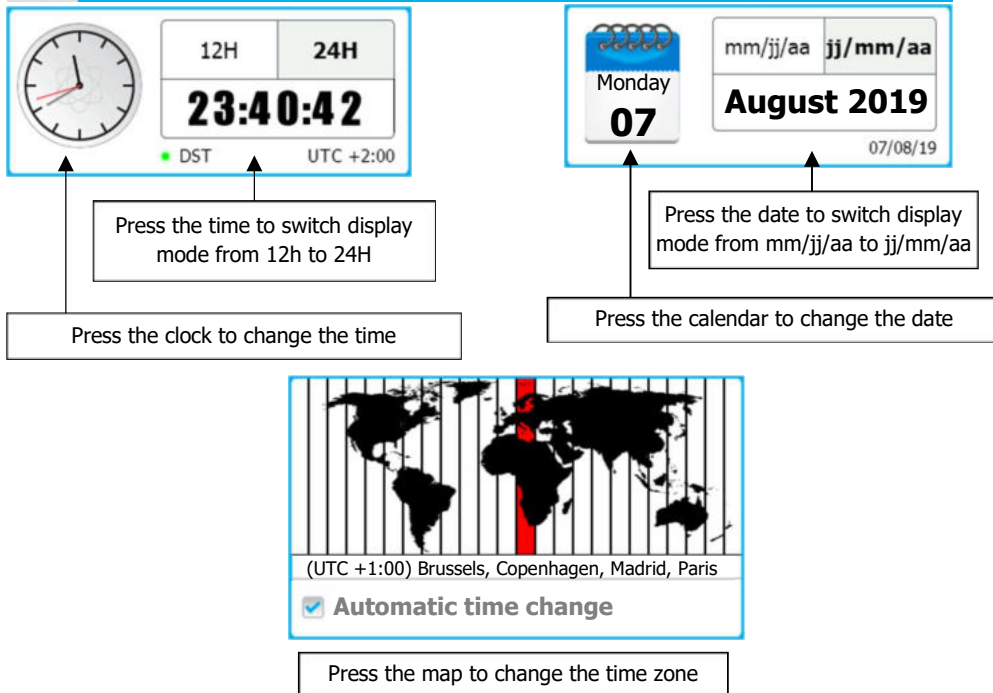 12H 24H
23:40:42
DST UTC +2:00
Press the time to switch display
mode from 12h to 24H
Press the clock to change the time
Monday
07
mm/jj/aa jj/mm/aa
August 2019
07/08/19
Press the date to switch display
mode from mm/jj/aa to jj/mm/aa
Press the calendar to change the date
(UTC +1:00) Brussels, Copenhagen, Madrid, Paris
Automatic time change
Press the map to change the time zone